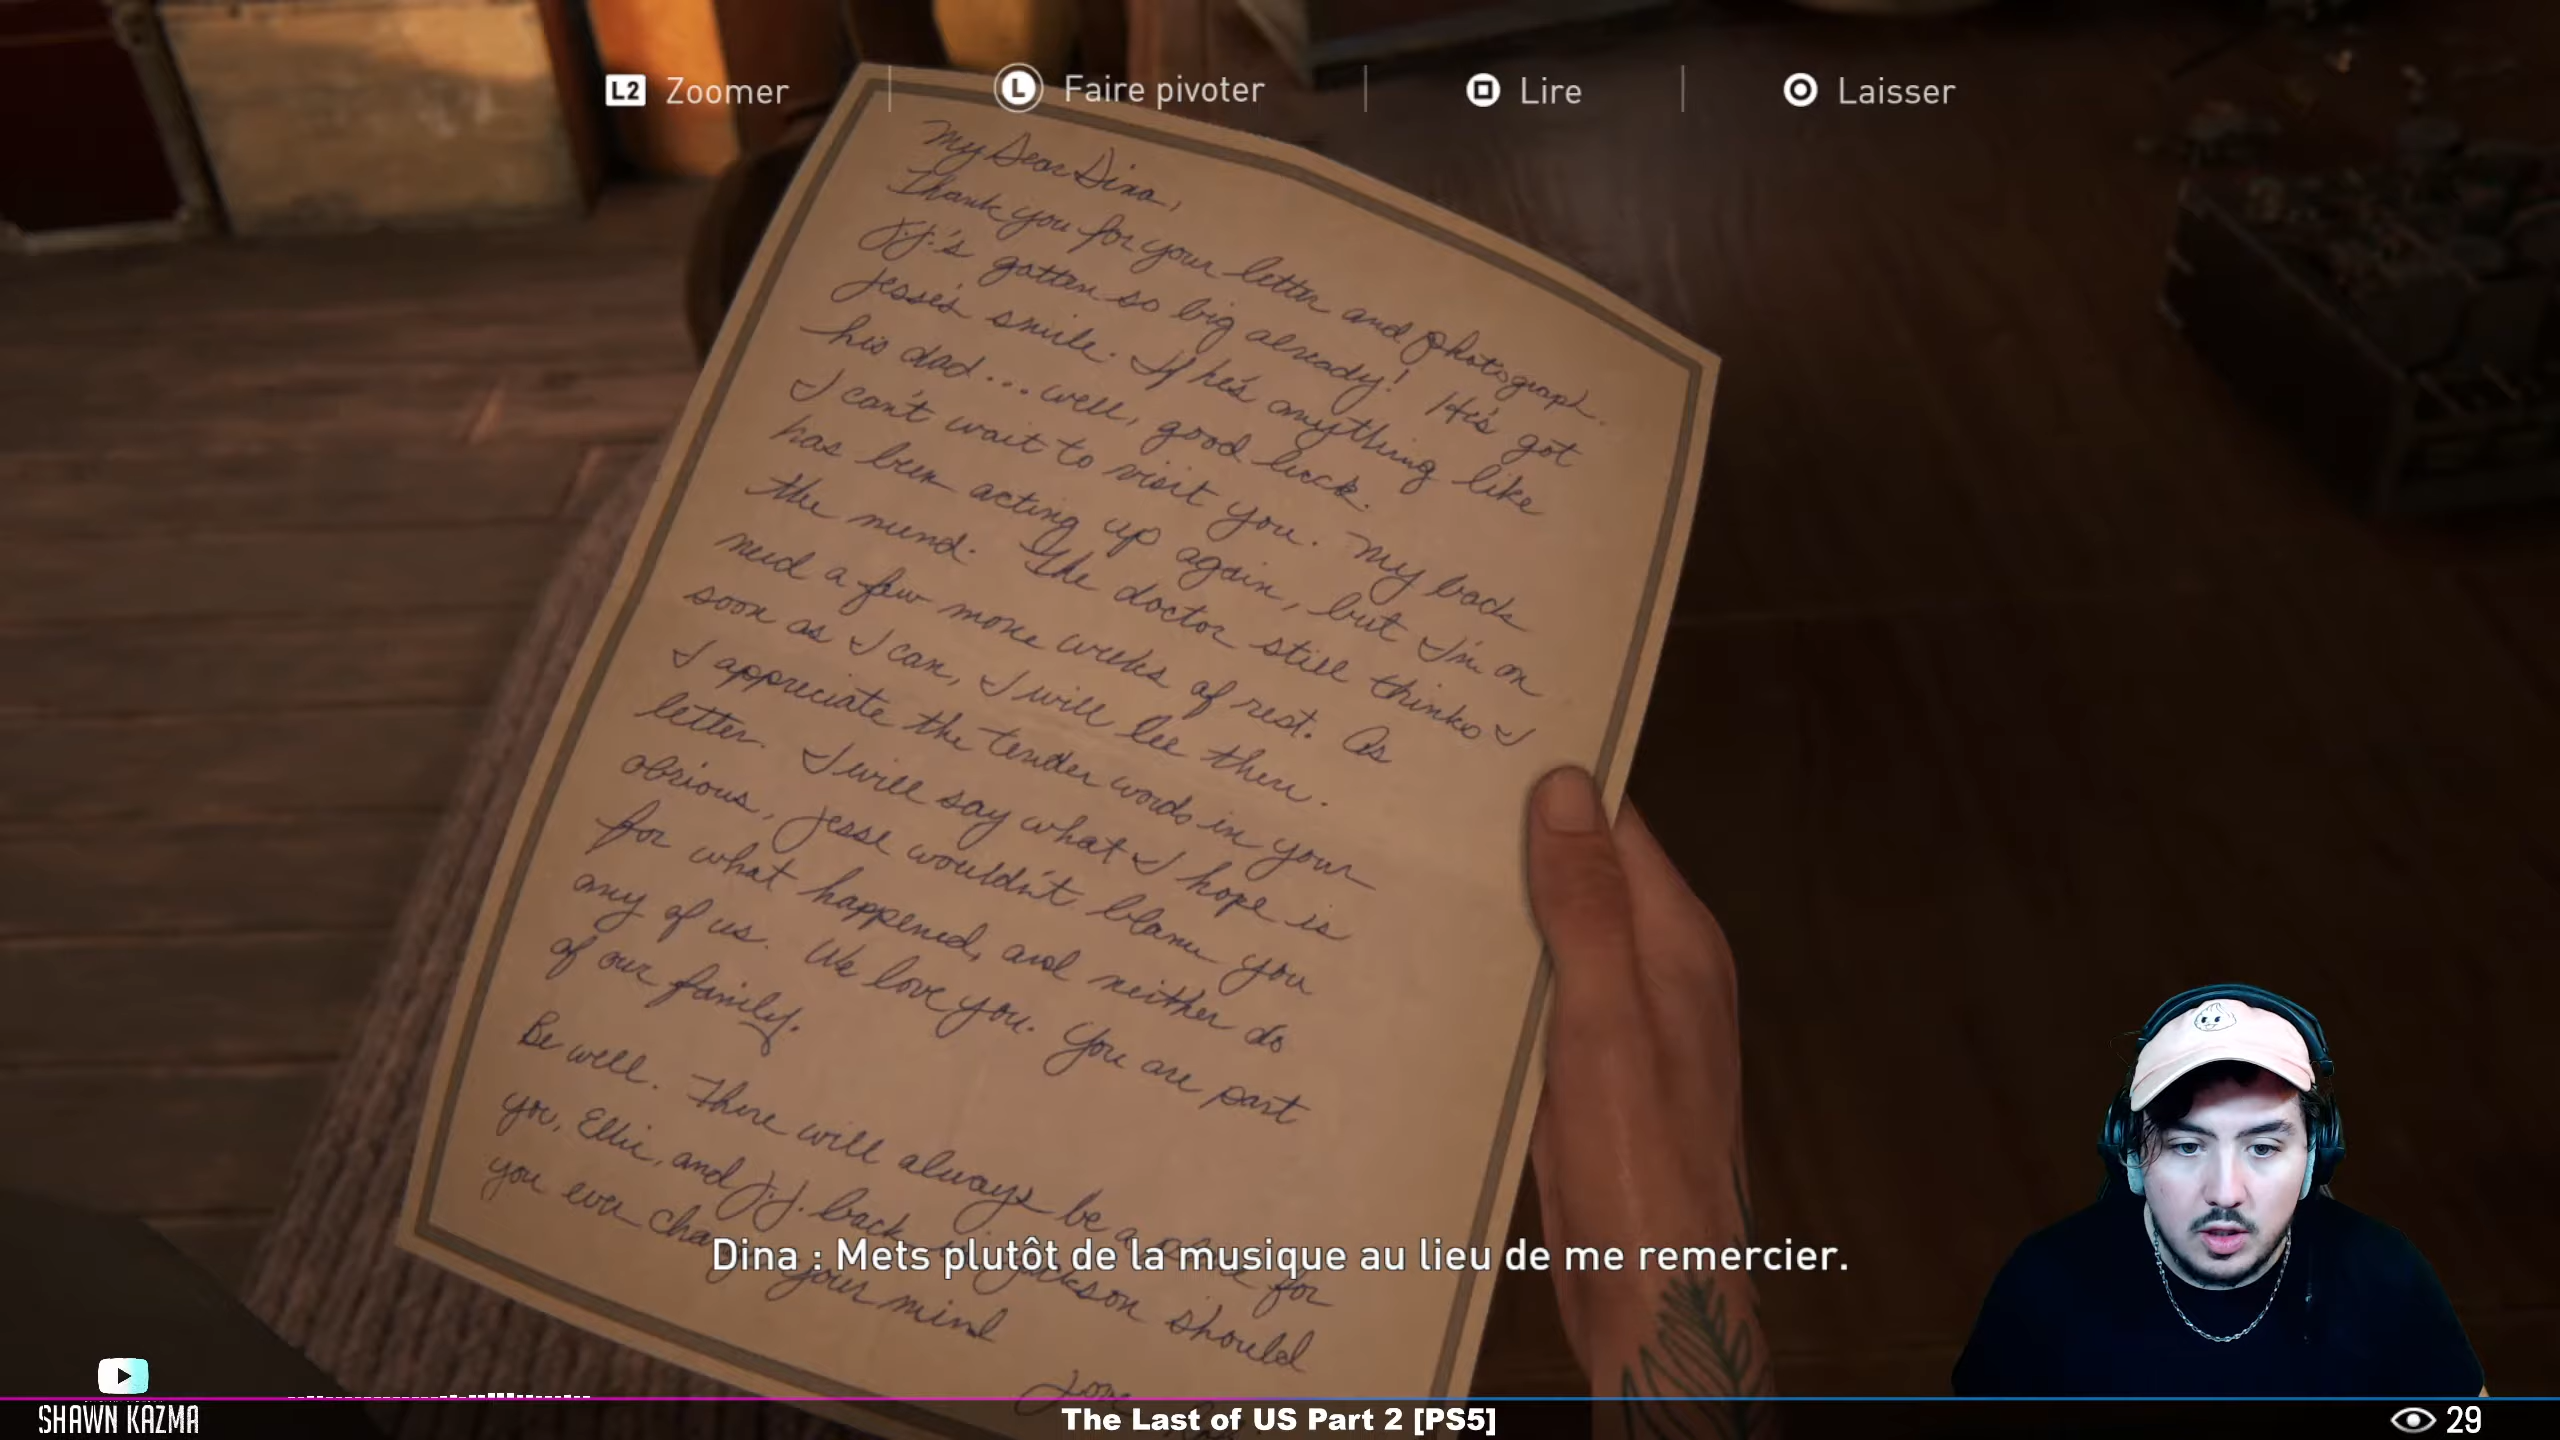 L2 Zoomer
L Faire pivoter
Lire
Laisser
My Dear Dina,
Thank you for your letter and photograph.
J.J.'s gotten so big already! He's got
Jesse's smile. If he's anything like
his dad... well, good luck.
I can't wait to visit you. My back
has been acting up again, but I'm on
the mend. The doctor still thinks I
need a few more weeks of rest. As
soon as I can, I will be there.
I appreciate the tender words in your
letter. I will say what I hope is
obvious, Jesse wouldn't blame you
for what happened, and neither do
any of us. We love you. You are part
of our family.
Be well. There will always be a place for
you, Ellie, and J.J. back in Jackson should
you ever change your mind
Love
Dina : Mets plutôt de la musique au lieu de me remercier.
SHAWN KAZMA
The Last of US Part 2 [PS5]
29